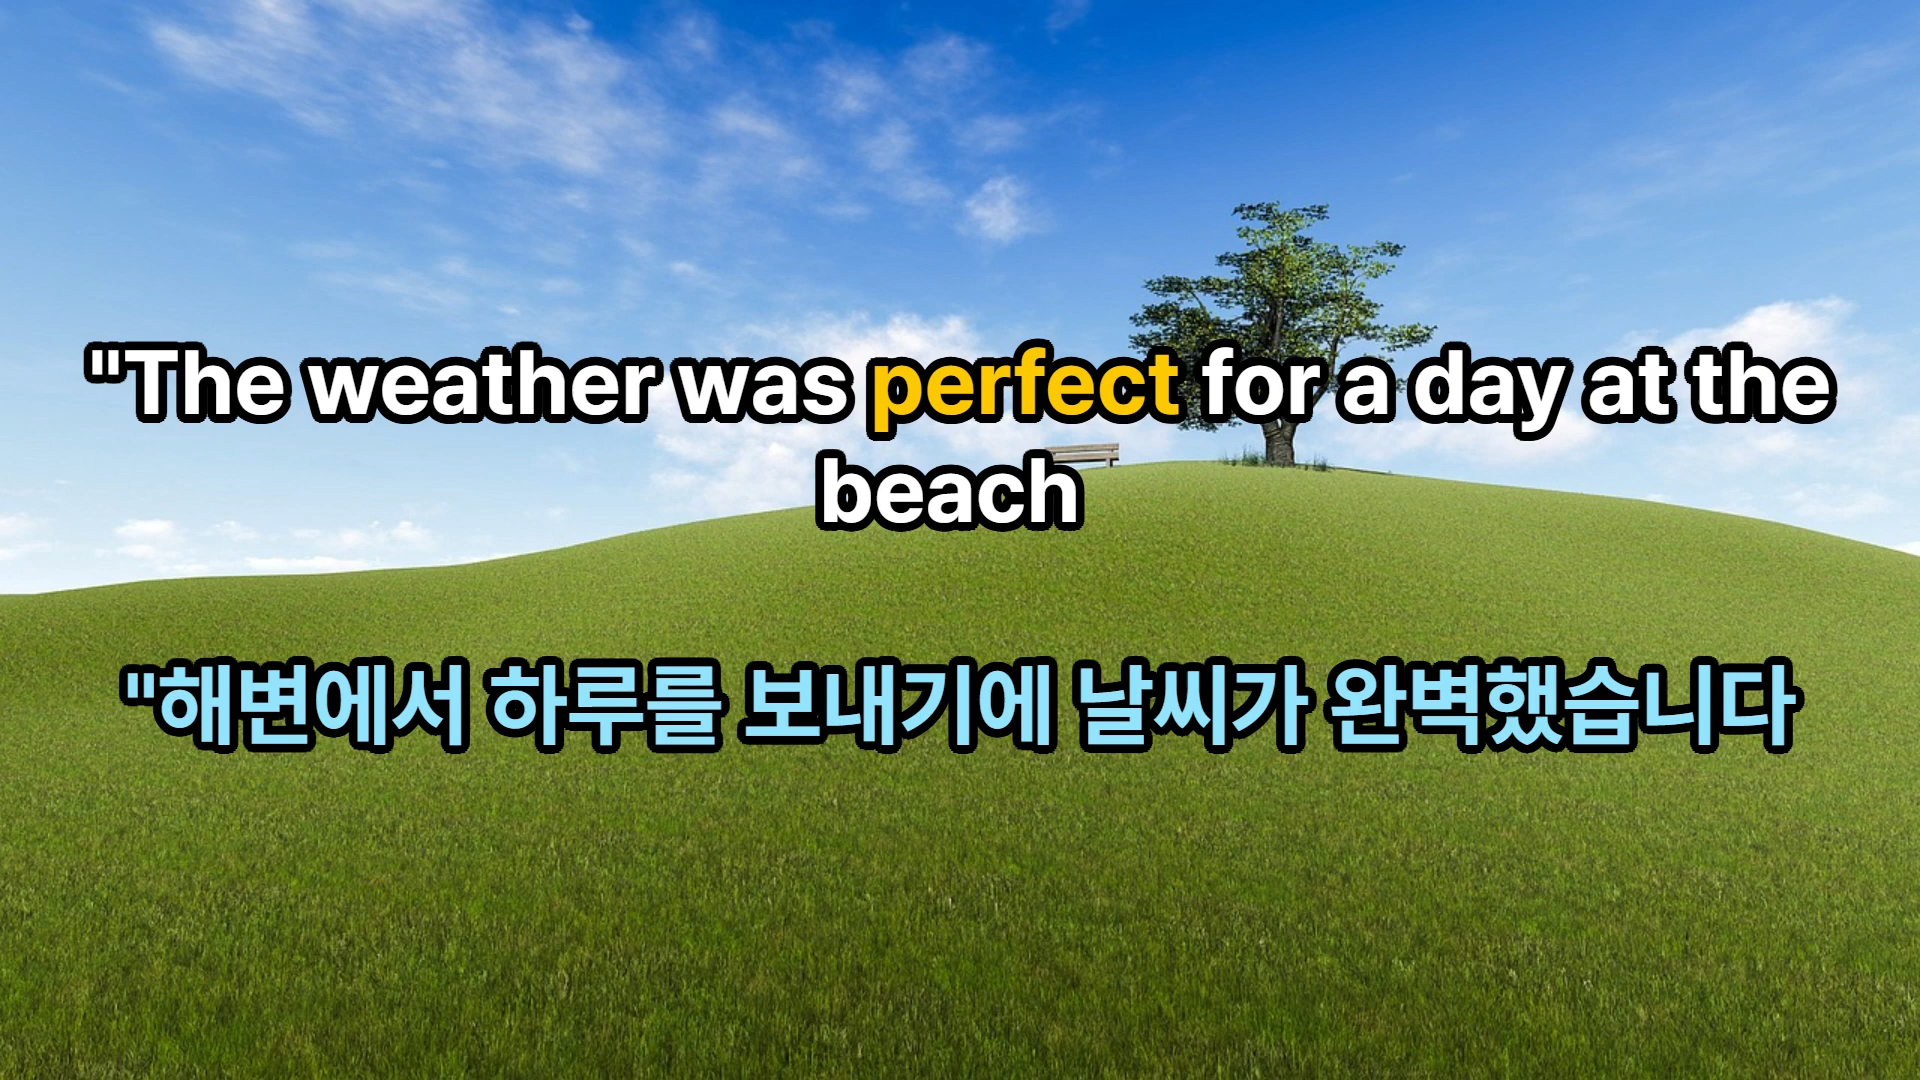 "The weather was perfect for a day at the
beach
"해변에서 하루를 보내기에 날씨가 완벽했습니다